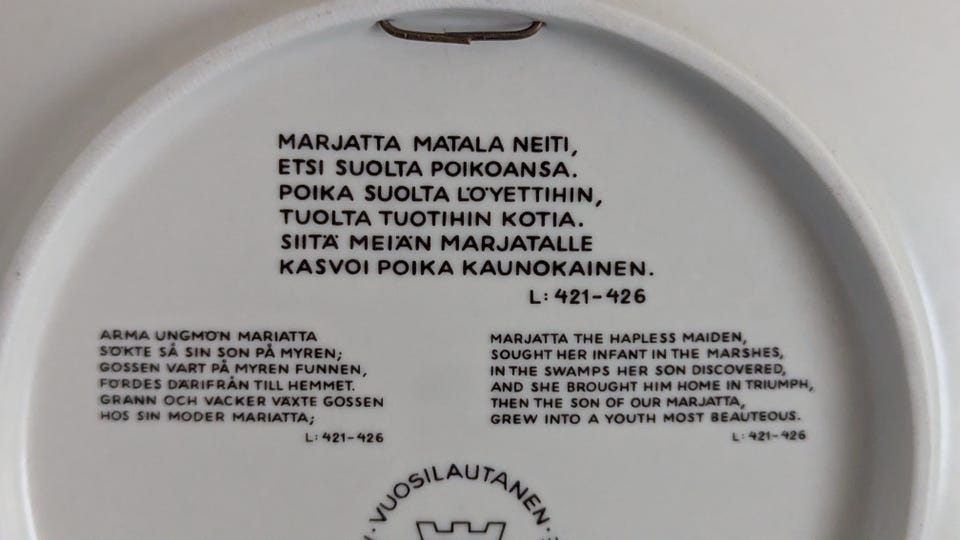 MARJATTA MATALA NEITI,
ETSI SUOLTA POIKOANSA.
POIKA SUOLTA LÖYETTIHIN,
TUOLTA TUOTIHIN KOTIA.
SIITÄ MEIÄN MARJATALLE
KASVOI POIKA KAUNOKAINEN.
L: 421-426
ARMA UNGMÖN MARIATTA
SÖKTE SÅ SIN SON PÅ MYREN;
GOSSEN VART PÅ MYREN FUNNEN,
FÖRDES DÄRIFRÅN TILL HEMMET.
GRANN OCH VACKER VÄXTE GOSSEN
HOS SIN MODER MARIATTA;
L: 421-426
MARJATTA THE HAPLESS MAIDEN,
SOUGHT HER INFANT IN THE MARSHES,
IN THE SWAMPS HER SON DISCOVERED,
AND SHE BROUGHT HIM HOME IN TRIUMPH,
THEN THE SON OF OUR MARJATTA,
GREW INTO A YOUTH MOST BEAUTEOUS.
L: 421-426
· VUOSILAUTANEN ·